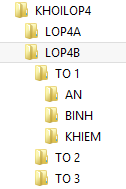 KHOILOP4
LOP4A
LOP4B
TO 1
AN
BINH
KHIEM
TO 2
TO 3